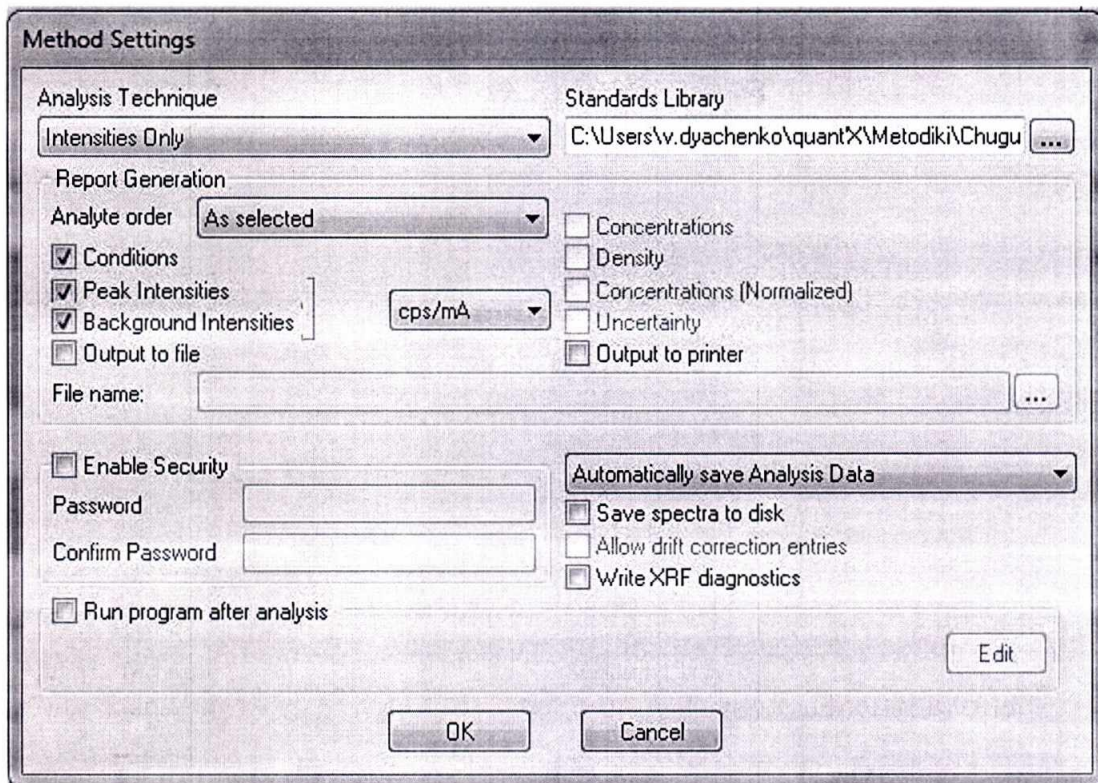 Method Settings
Analysis Technique
Intensities Only
Standards Library
C:\Users\v.dyachenko\quant'X\Metodiki\Chugu
...
Report Generation
Analyte order
As selected
Conditions
Peak Intensities
Background Intensities
cps/mA
Output to file
Concentrations
Density
Concentrations (Normalized)
Uncertainty
Output to printer
File name:
...
Enable Security
Password
Confirm Password
Automatically save Analysis Data
Save spectra to disk
Allow drift correction entries
Write XRF diagnostics
Run program after analysis
Edit
OK
Cancel